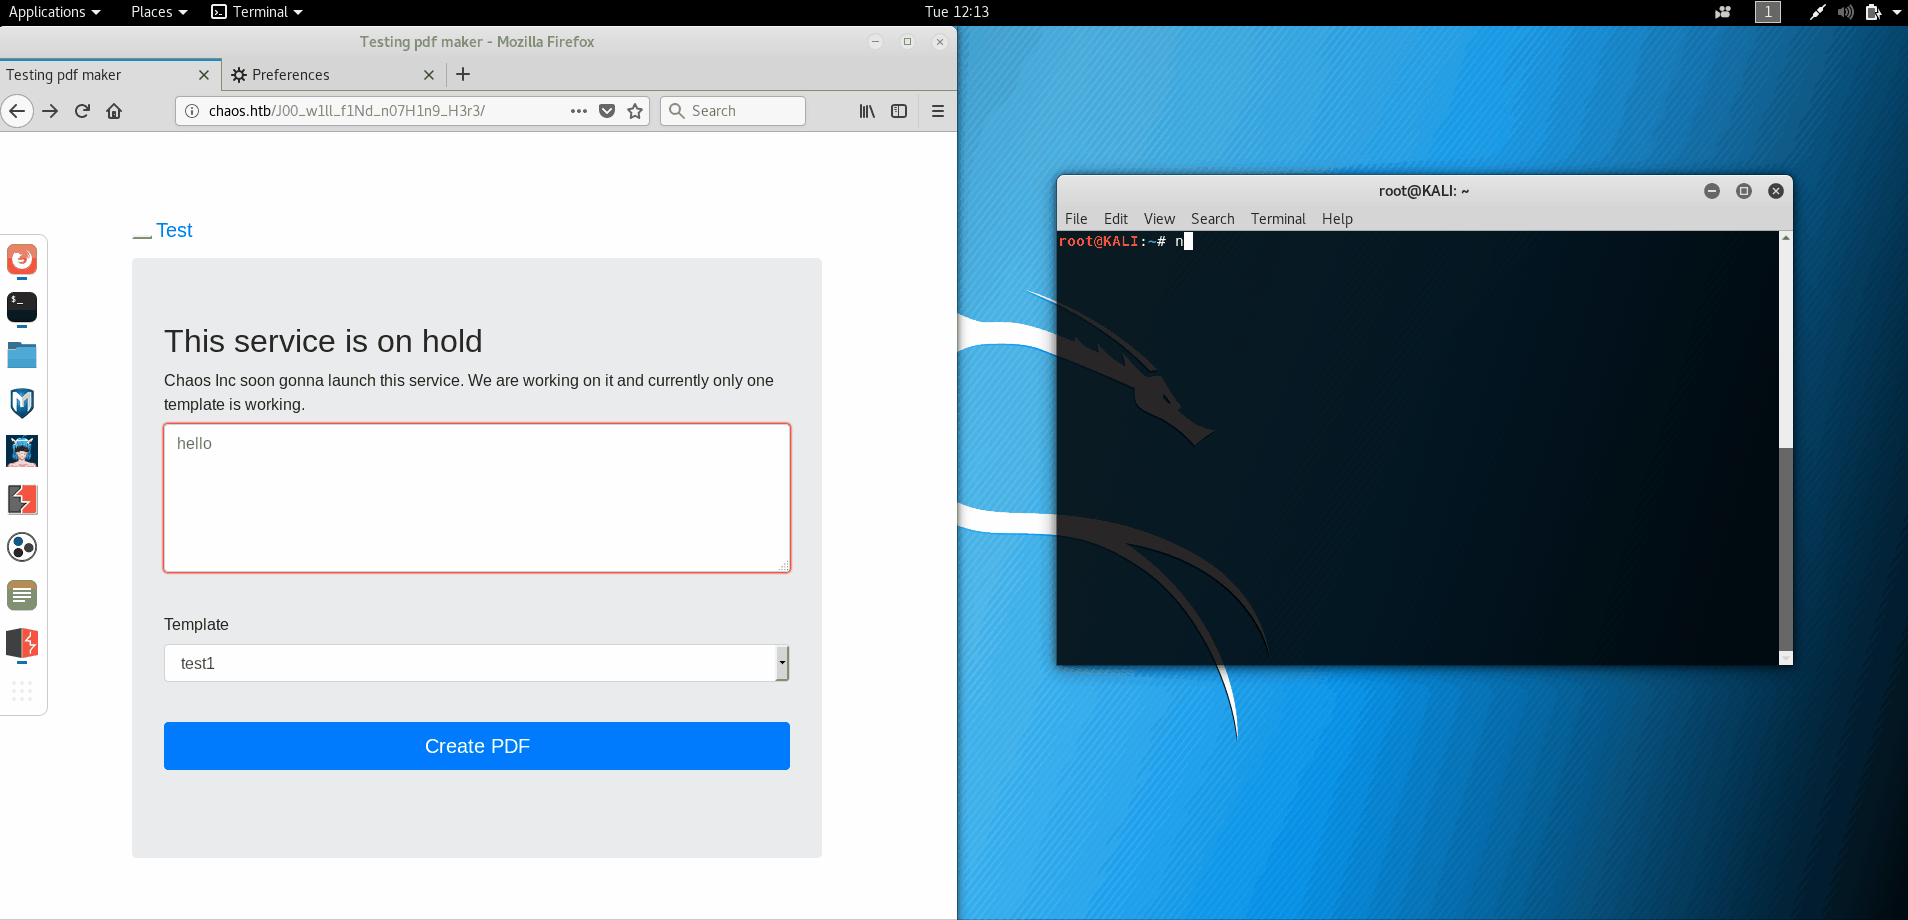 Applications Places Terminal Tue 12:13 1
Testing pdf maker - Mozilla Firefox
Testing pdf maker Preferences
chaos.htb/J00_w1ll_f1Nd_n07H1n9_H3r3/ Search
Test
This service is on hold
Chaos Inc soon gonna launch this service. We are working on it and currently only one
template is working.
hello
Template
test1
Create PDF
$_
root@KALI: ~
File Edit View Search Terminal Help
root@KALI:~# n